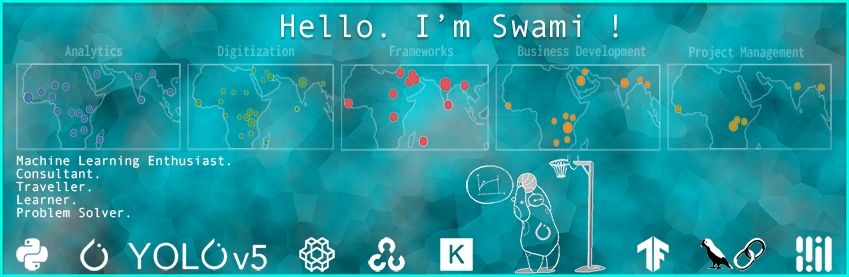 Hello. I'm Swami !
Analytics
Digitization
Frameworks
Business Development
Project Management
Machine Learning Enthusiast.
Consultant.
Traveller.
Learner.
Problem Solver.
YOLOv5
K